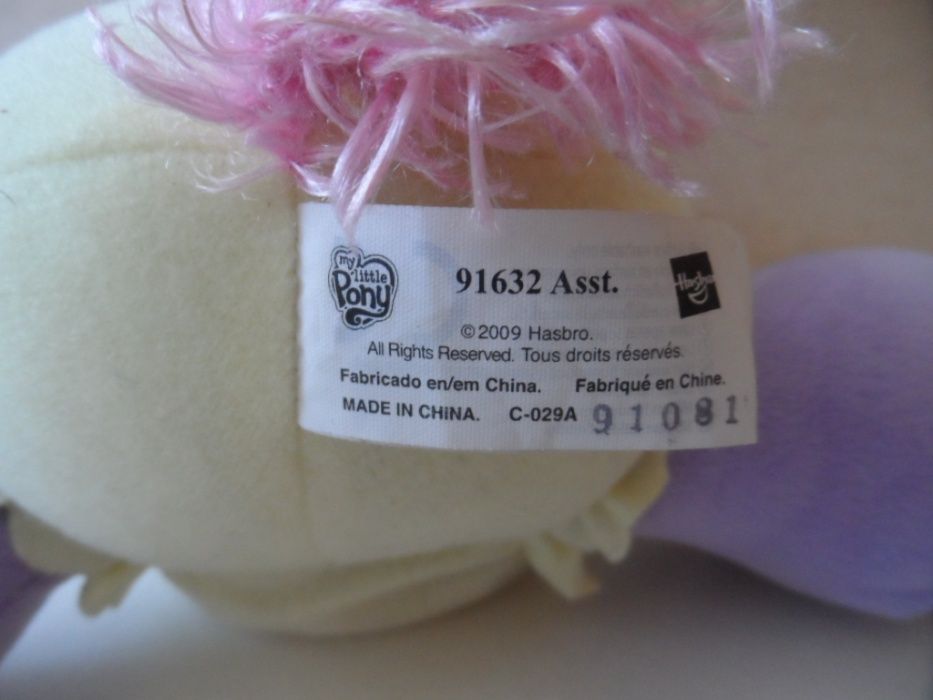 my
little
Pony
91632 Asst.
Hasbro
©2009 Hasbro.
All Rights Reserved. Tous droits réservés.
Fabricado en/em China. Fabriqué en Chine.
MADE IN CHINA. C-029A 91081